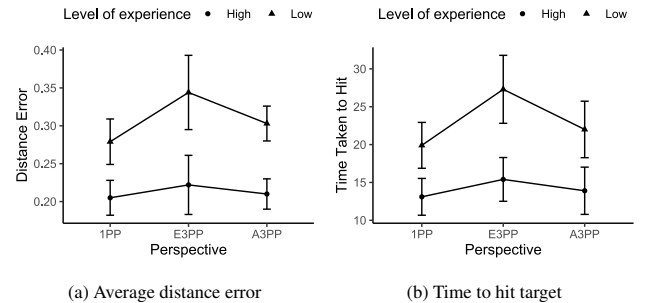 Level of experience High Low
0.40
0.35
0.30
0.25
0.20
Distance Error
1PP E3PP A3PP
Perspective
(a) Average distance error
Level of experience High Low
30
25
20
15
10
Time Taken to Hit
1PP E3PP A3PP
Perspective
(b) Time to hit target